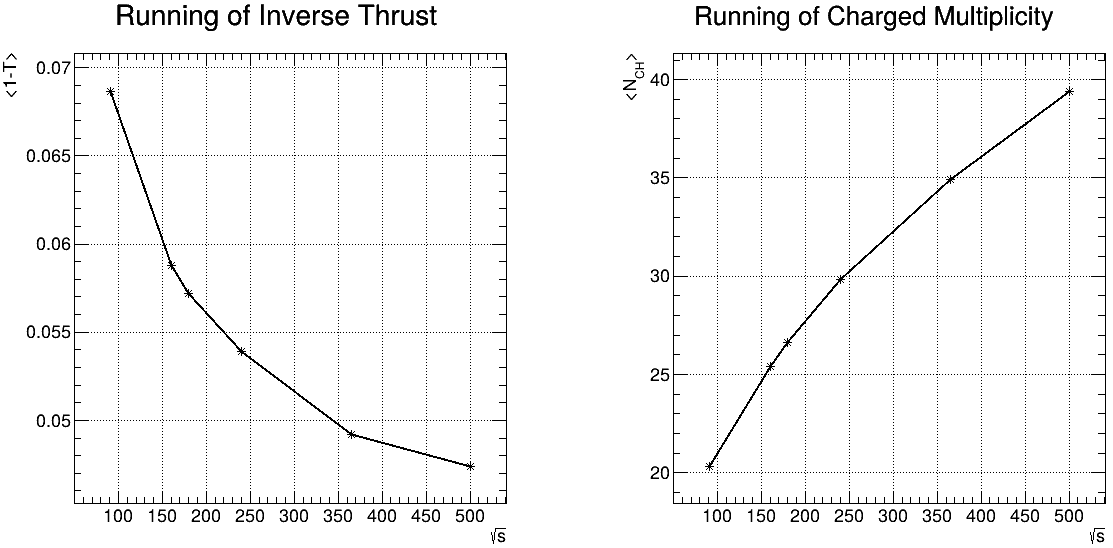 Running of Inverse Thrust
<1-T>
0.07
0.065
0.06
0.055
0.05
100 150 200 250 300 350 400 450 500
√s
Running of Charged Multiplicity
<N_CH>
40
35
30
25
20
100 150 200 250 300 350 400 450 500
√s